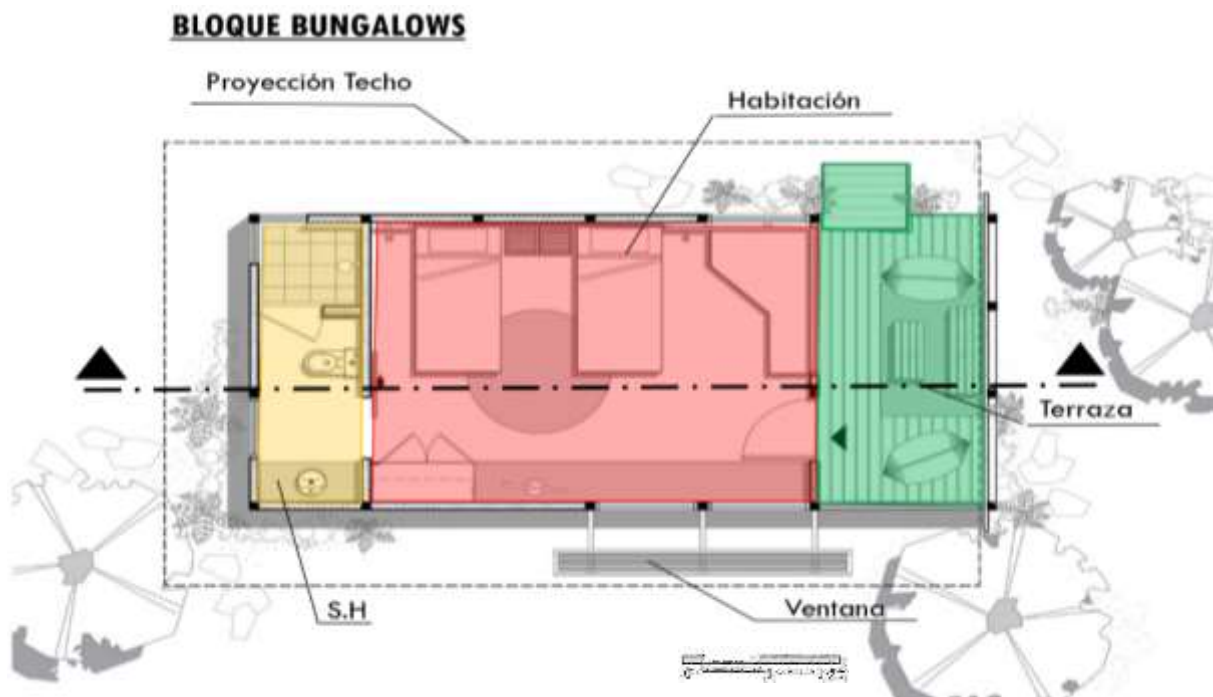 BLOQUE BUNGALOWS
Proyección Techo
Habitación
Terraza
S.H
Ventana